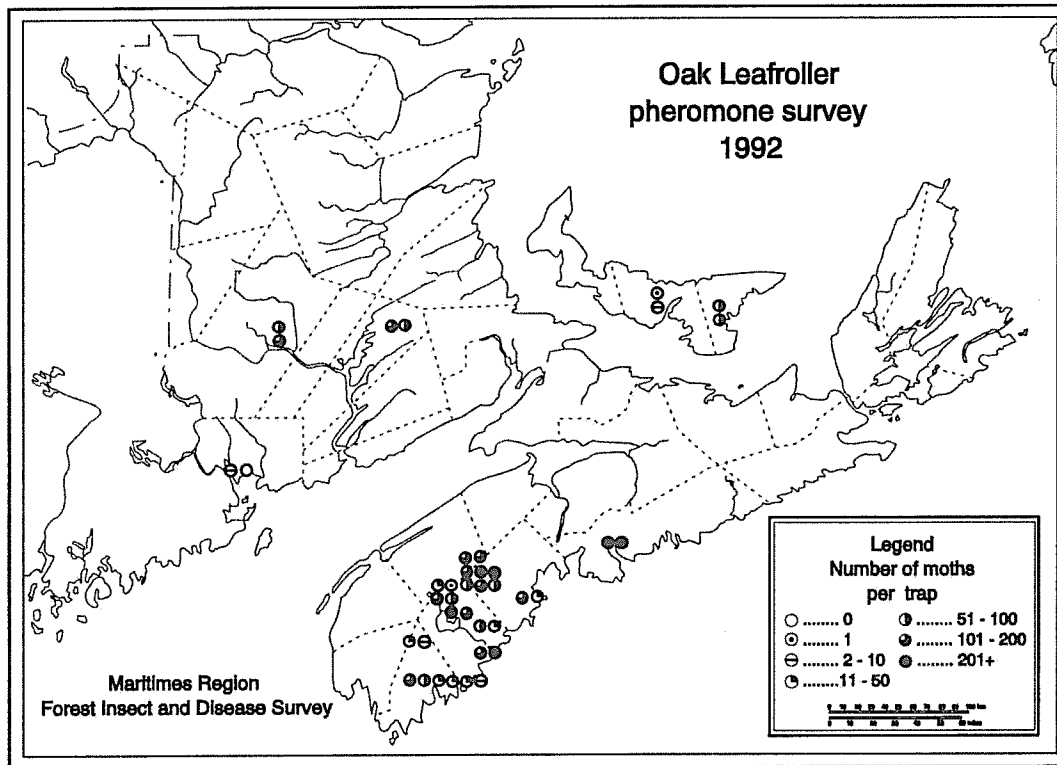 Oak Leafroller
pheromone survey
1992
Legend
Number of moths
per trap
........ 0
........ 1
........ 2 - 10
........ 11 - 50
........ 51 - 100
........ 101 - 200
........ 201+
Maritimes Region
Forest Insect and Disease Survey